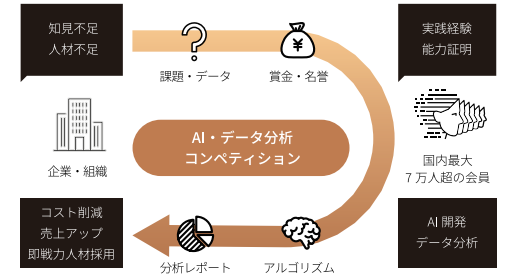 知見不足
人材不足
課題・データ
¥
賞金・名誉
実践経験
能力証明
企業・組織
AI・データ分析
コンペティション
国内最大
7万人超の会員
コスト削減
売上アップ
即戦力人材採用
分析レポート
アルゴリズム
AI 開発
データ分析